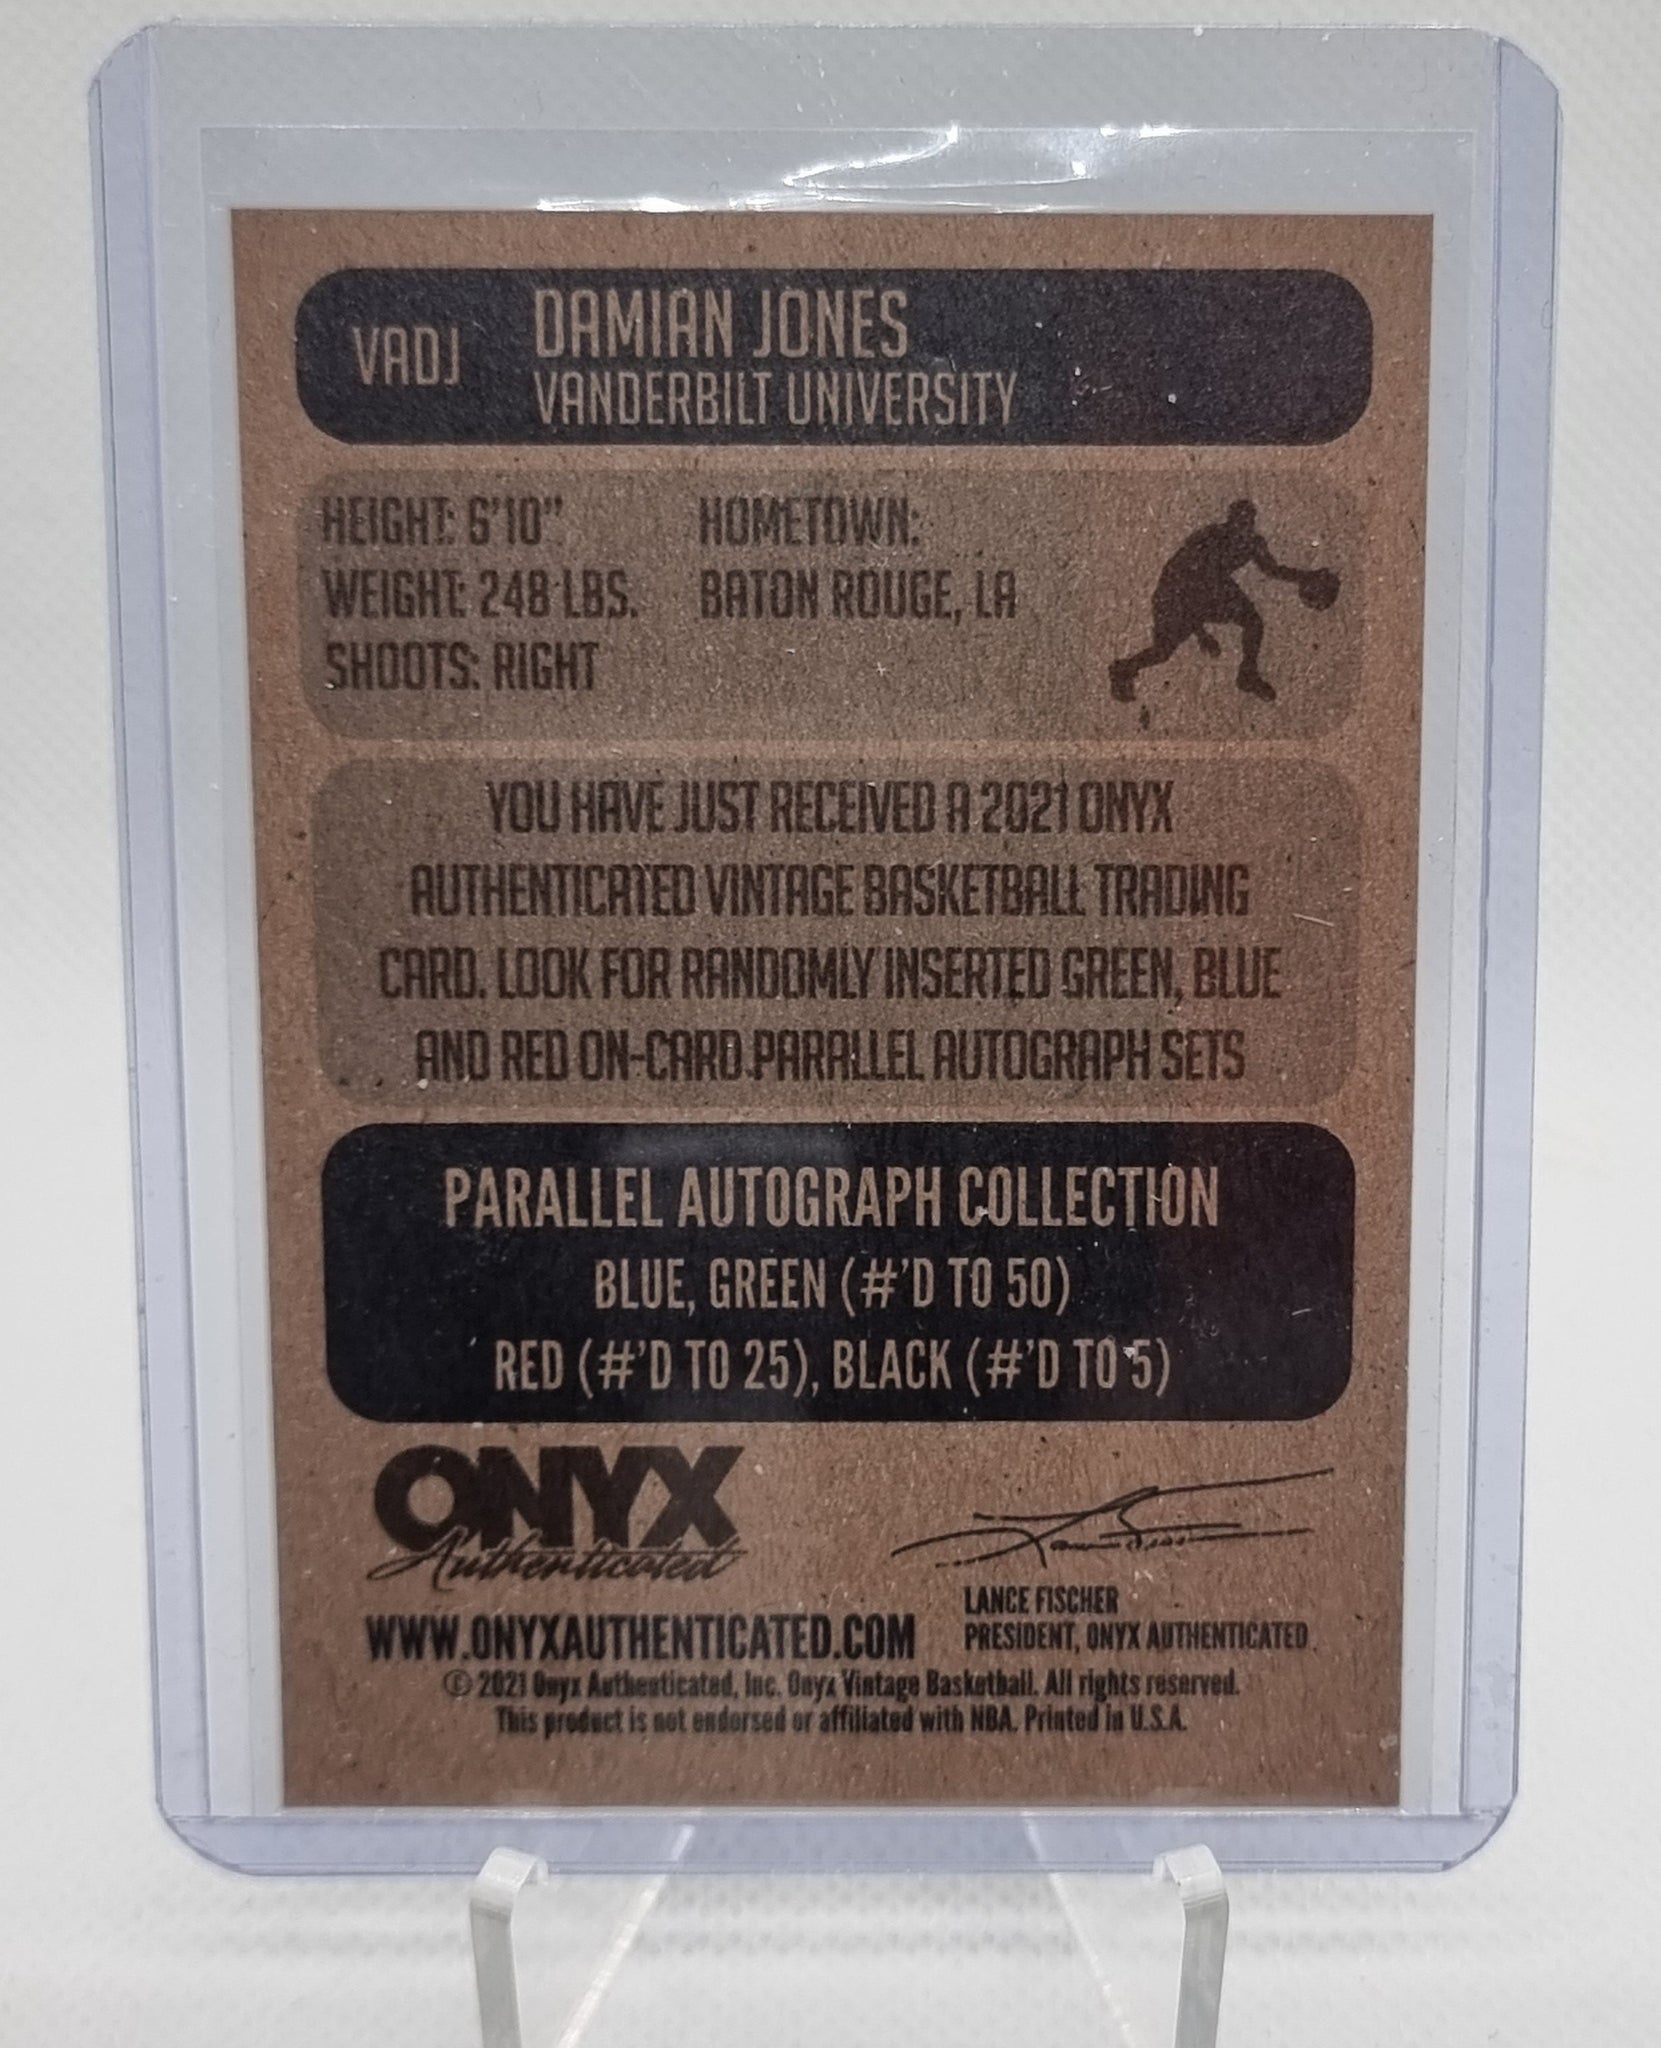 VADJ
DAMIAN JONES
VANDERBILT UNIVERSITY
HEIGHT: 6'10"
WEIGHT: 248 LBS.
SHOOTS: RIGHT
HOMETOWN:
BATON ROUGE, LA
YOU HAVE JUST RECEIVED A 2021 ONYX
AUTHENTICATED VINTAGE BASKETBALL TRADING
CARD. LOOK FOR RANDOMLY INSERTED GREEN, BLUE
AND RED ON-CARD PARALLEL AUTOGRAPH SETS
PARALLEL AUTOGRAPH COLLECTION
BLUE, GREEN (#'D TO 50)
RED (#'D TO 25), BLACK (#'D TO 5)
ONYX
Authenticated
WWW.ONYXAUTHENTICATED.COM
LANCE FISCHER
PRESIDENT, ONYX AUTHENTICATED
© 2021 Onyx Authenticated, Inc. Onyx Vintage Basketball. All rights reserved.
This product is not endorsed or affiliated with NBA. Printed in U.S.A.